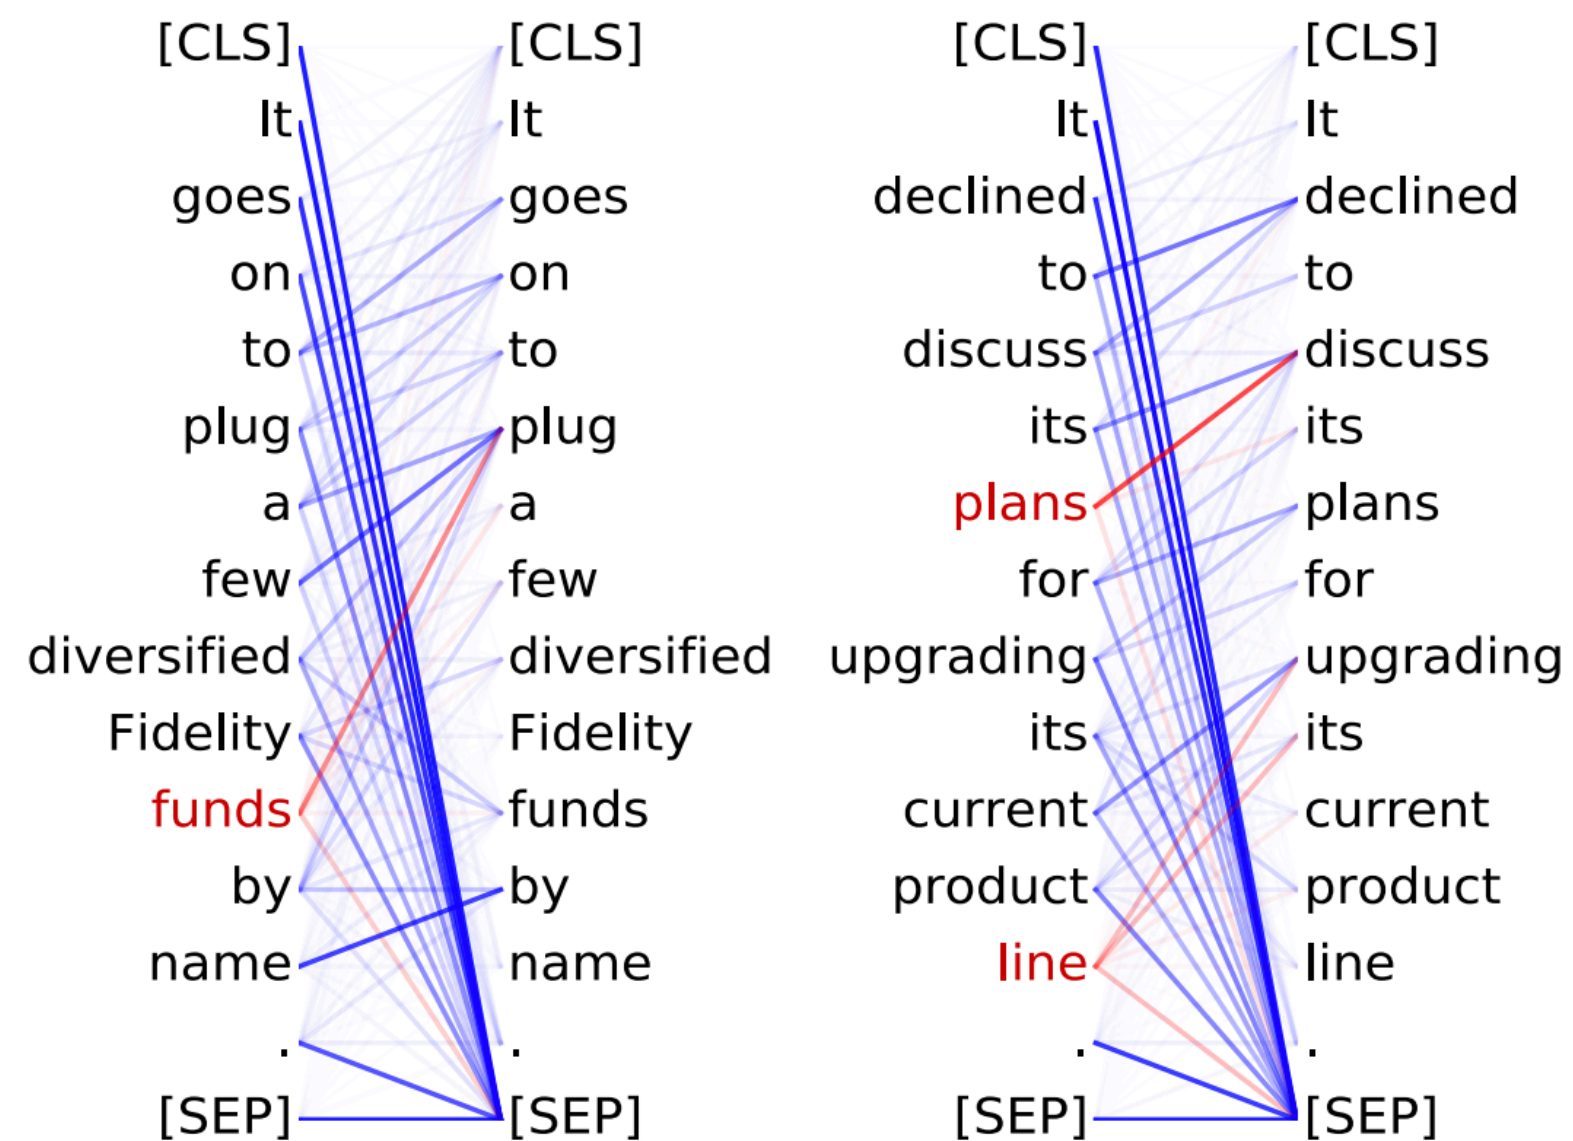 [CLS] [CLS] [CLS] [CLS]
It It It It
goes goes declined declined
on on to to
to to discuss discuss
plug plug its its
a a plans plans
few few for for
diversified diversified upgrading upgrading
Fidelity Fidelity its its
funds funds current current
by by product product
name name line line
. . . .
[SEP] [SEP] [SEP] [SEP]